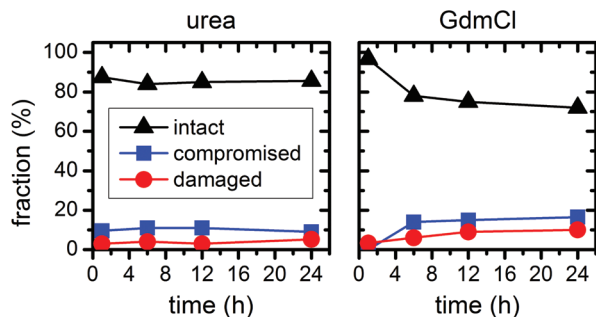 urea GdmCl
100
80
60
40
20
0
fraction (%)
intact
compromised
damaged
0 4 8 12 16 20 24 0 4 8 12 16 20 24
time (h) time (h)